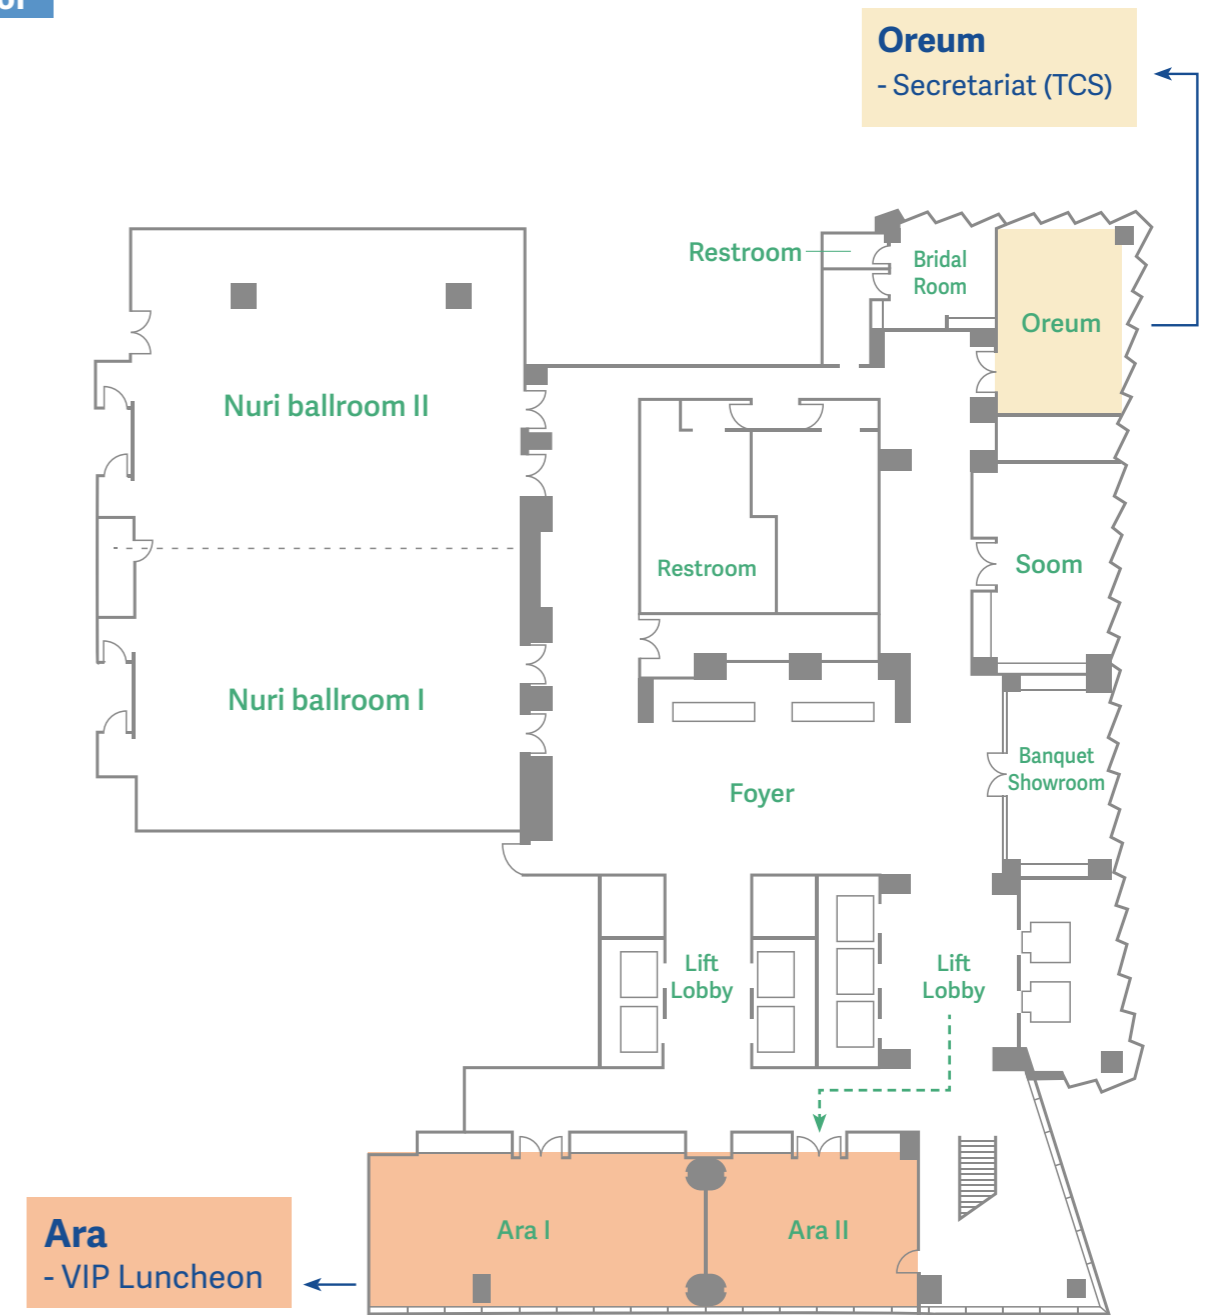 Oreum
- Secretariat (TCS)
Restroom
Bridal
Room
Oreum
Nuri ballroom II
Restroom
Soom
Nuri ballroom I
Banquet
Showroom
Foyer
Lift
Lobby
Lift
Lobby
Ara I
Ara II
Ara
- VIP Luncheon